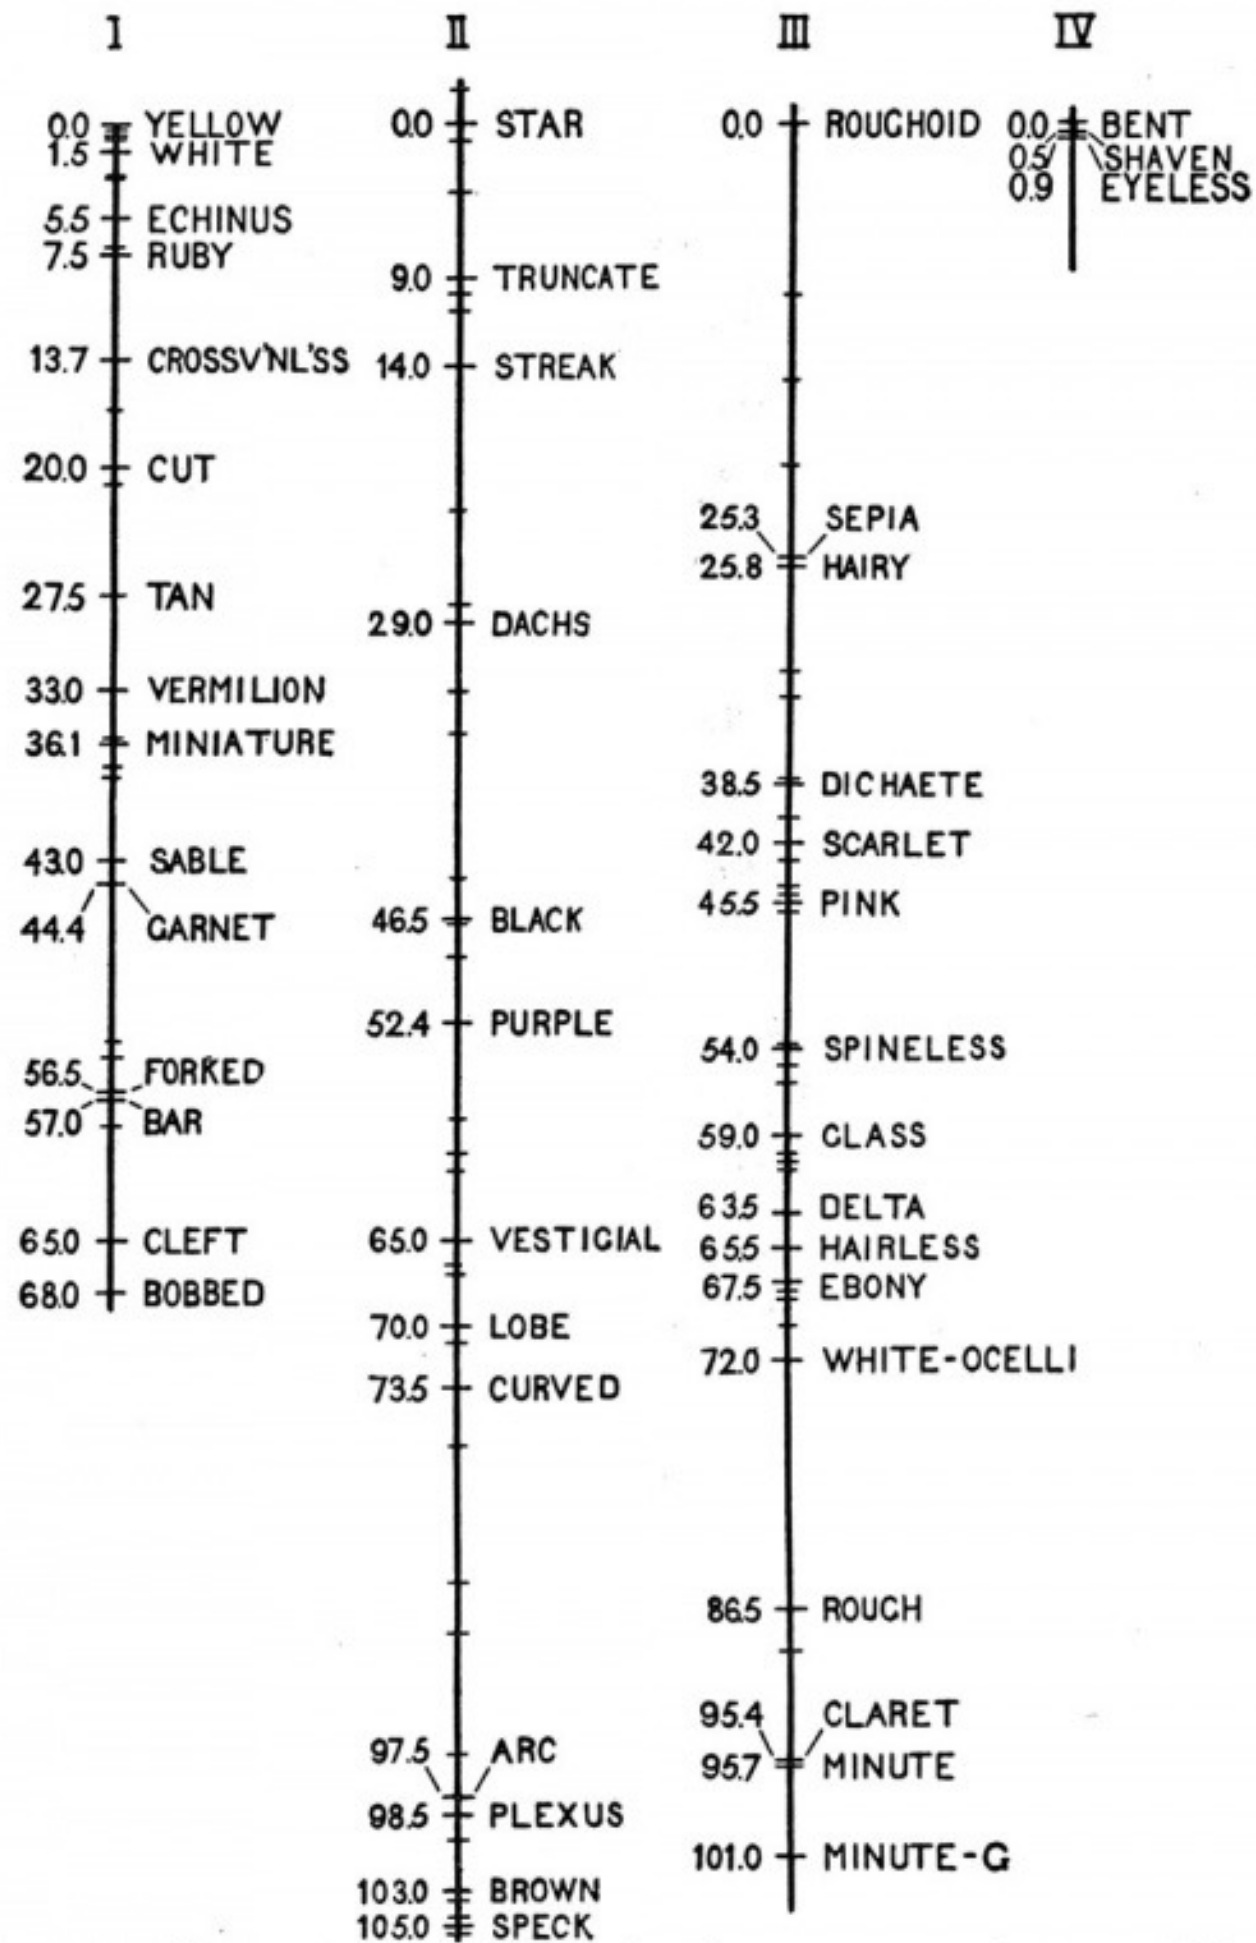 I
0.0 YELLOW
1.5 WHITE
5.5 ECHINUS
7.5 RUBY
13.7 CROSSV'NL'SS
20.0 CUT
27.5 TAN
33.0 VERMILION
36.1 MINIATURE
43.0 SABLE
44.4 GARNET
56.5 FORKED
57.0 BAR
65.0 CLEFT
68.0 BOBBED
II
0.0 STAR
9.0 TRUNCATE
14.0 STREAK
29.0 DACHS
46.5 BLACK
52.4 PURPLE
65.0 VESTIGIAL
70.0 LOBE
73.5 CURVED
97.5 ARC
98.5 PLEXUS
103.0 BROWN
105.0 SPECK
III
0.0 ROUGHOID
25.3 SEPIA
25.8 HAIRY
38.5 DICHAETE
42.0 SCARLET
45.5 PINK
54.0 SPINELESS
59.0 GLASS
63.5 DELTA
65.5 HAIRLESS
67.5 EBONY
72.0 WHITE-OCELLI
86.5 ROUGH
95.4 CLARET
95.7 MINUTE
101.0 MINUTE-G
IV
0.0 BENT
0.5 SHAVEN
0.9 EYELESS